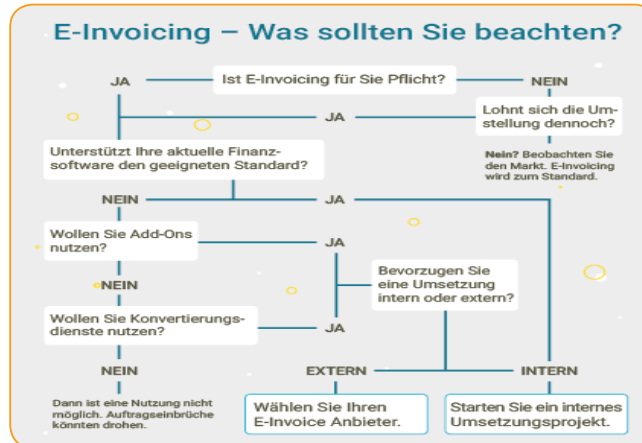 E-Invoicing – Was sollten Sie beachten?
JA
Ist E-Invoicing für Sie Pflicht?
NEIN
JA
Lohnt sich die Um-
stellung dennoch?
Unterstützt Ihre aktuelle Finanz-
software den geeigneten Standard?
Nein? Beobachten Sie
den Markt. E-Invoicing
wird zum Standard.
NEIN
JA
Wollen Sie Add-Ons
nutzen?
JA
NEIN
Bevorzugen Sie
eine Umsetzung
intern oder extern?
Wollen Sie Konvertierungs-
dienste nutzen?
JA
NEIN
EXTERN
INTERN
Dann ist eine Nutzung nicht
möglich. Auftragseinbrüche
könnten drohen.
Wählen Sie Ihren
E-Invoice Anbieter.
Starten Sie ein internes
Umsetzungsprojekt.